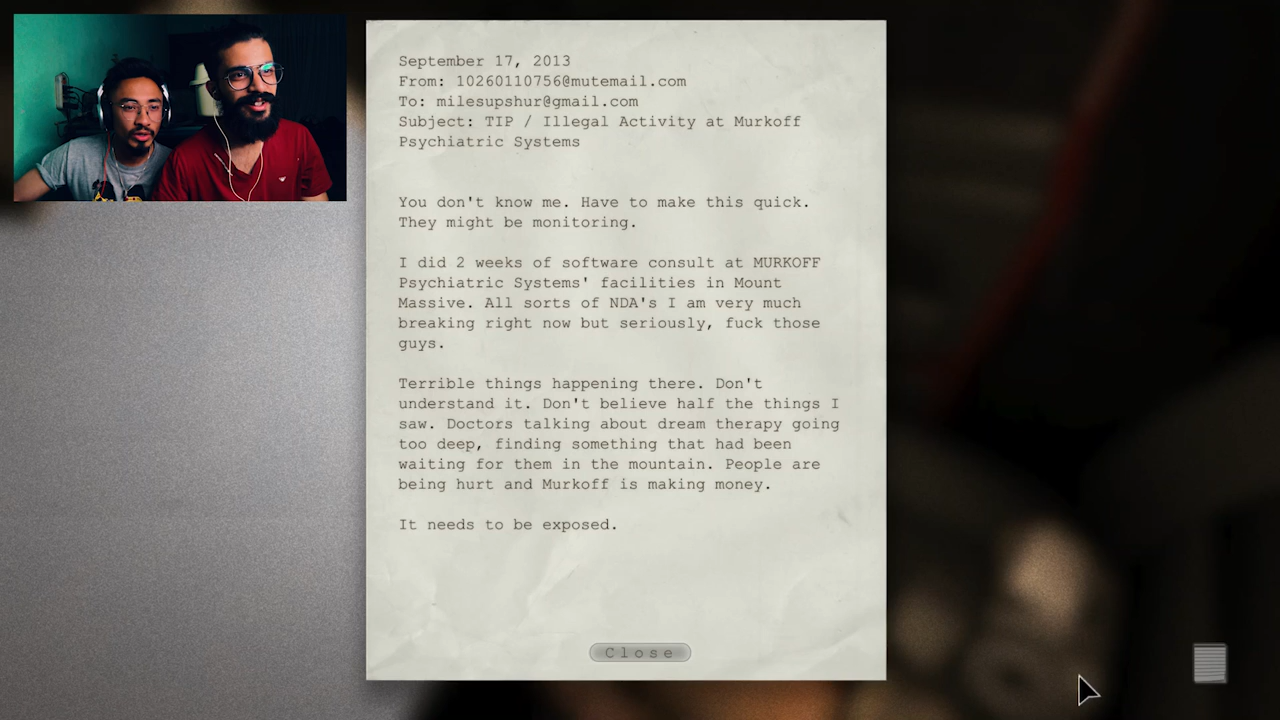 September 17, 2013
From: 10260110756@mutemail.com
To: milesupshur@gmail.com
Subject: TIP / Illegal Activity at Murkoff
Psychiatric Systems
You don't know me. Have to make this quick.
They might be monitoring.
I did 2 weeks of software consult at MURKOFF
Psychiatric Systems' facilities in Mount
Massive. All sorts of NDA's I am very much
breaking right now but seriously, fuck those
guys.
Terrible things happening there. Don't
understand it. Don't believe half the things I
saw. Doctors talking about dream therapy going
too deep, finding something that had been
waiting for them in the mountain. People are
being hurt and Murkoff is making money.
It needs to be exposed.
Close